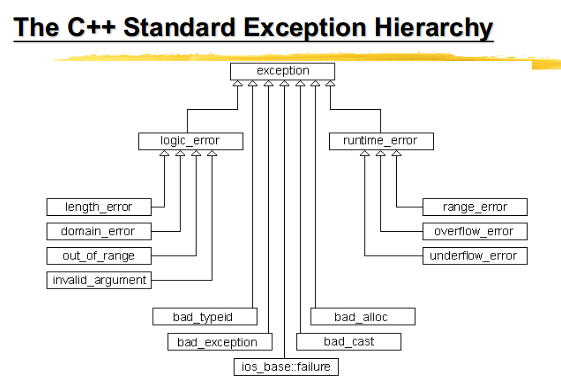 The C++ Standard Exception Hierarchy
exception
logic_error
runtime_error
length_error
range_error
domain_error
overflow_error
out_of_range
underflow_error
invalid_argument
bad_typeid
bad_alloc
bad_exception
bad_cast
ios_base::failure